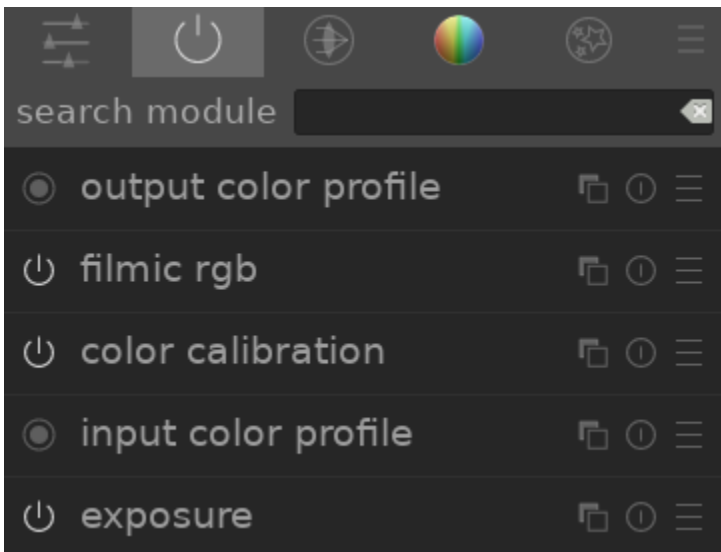 search module
output color profile
filmic rgb
color calibration
input color profile
exposure